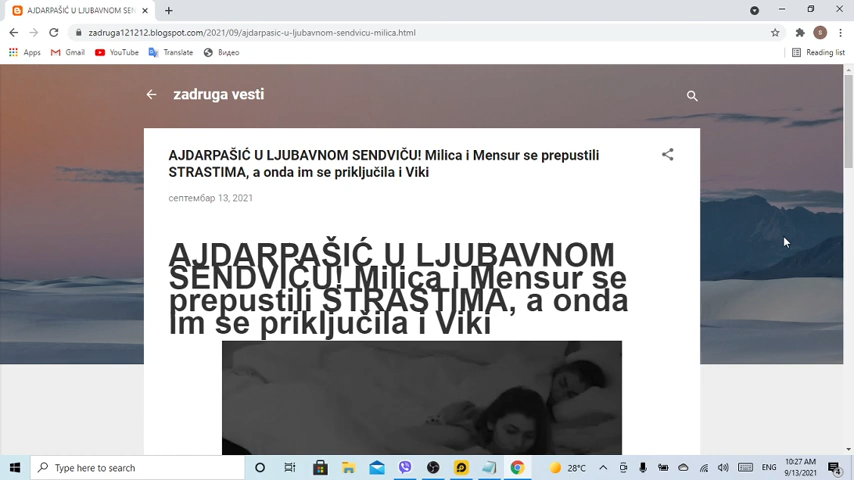 AJDARPAŠIĆ U LJUBAVNOM SEN
zadruga121212.blogspot.com/2021/09/ajdarpasic-u-ljubavnom-sendvicu-milica.html
Apps Gmail YouTube Translate Видео Reading list
zadruga vesti
AJDARPAŠIĆ U LJUBAVNOM SENDVIČU! Milica i Mensur se prepustili
STRASTIMA, a onda im se priključila i Viki
септембар 13, 2021
AJDARPAŠIĆ U LJUBAVNOM
SENDVIČU! Milica i Mensur se
prepustili STRASTIMA, a onda
im se priključila i Viki
Type here to search 28°C ENG 10:27 AM
9/13/2021 4